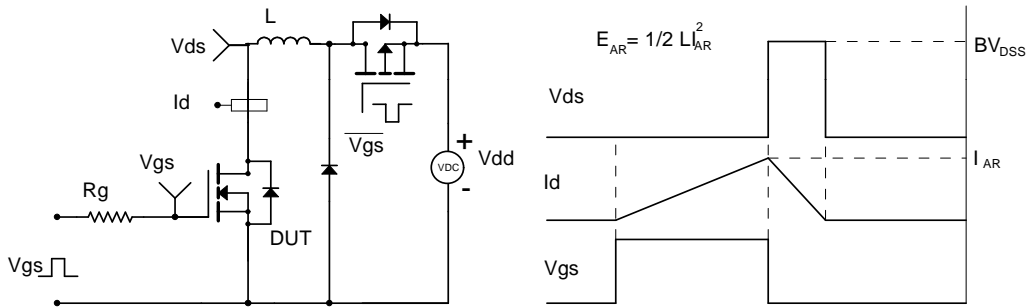 L
Vds
Id
Vgs
Vgs
+
Vdd
VDC
-
Rg
DUT
Vgs
E_AR = 1/2 LI_AR^2
BV_DSS
Vds
I_AR
Id
Vgs